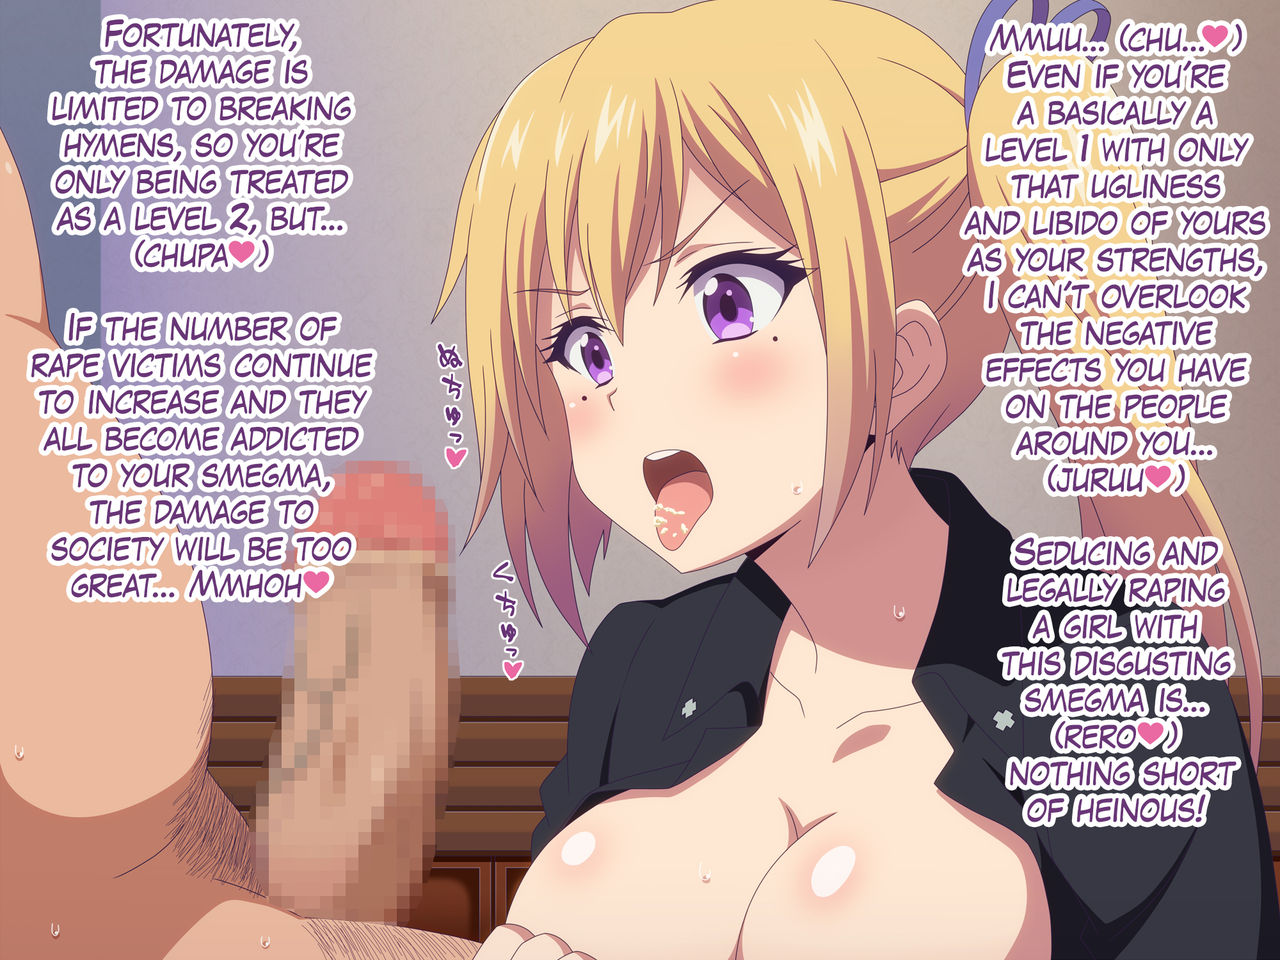 FORTUNATELY,
THE DAMAGE IS
LIMITED TO BREAKING
HYMENS, SO YOU'RE
ONLY BEING TREATED
AS A LEVEL 2, BUT...
(CHUPA♥)
IF THE NUMBER OF
RAPE VICTIMS CONTINUE
TO INCREASE AND THEY
ALL BECOME ADDICTED
TO YOUR SMEGMA,
THE DAMAGE TO
SOCIETY WILL BE TOO
GREAT... MMHOH♥
ぬちゅっ♥
くちゅっ♥
MMUU... (CHU...♥)
EVEN IF YOU'RE
A BASICALLY A
LEVEL 1 WITH ONLY
THAT UGLINESS
AND LIBIDO OF YOURS
AS YOUR STRENGTHS,
I CAN'T OVERLOOK
THE NEGATIVE
EFFECTS YOU HAVE
ON THE PEOPLE
AROUND YOU...
(JURUU♥)
SEDUCING AND
LEGALLY RAPING
A GIRL WITH
THIS DISGUSTING
SMEGMA IS...
(RERO♥)
NOTHING SHORT
OF HEINOUS!